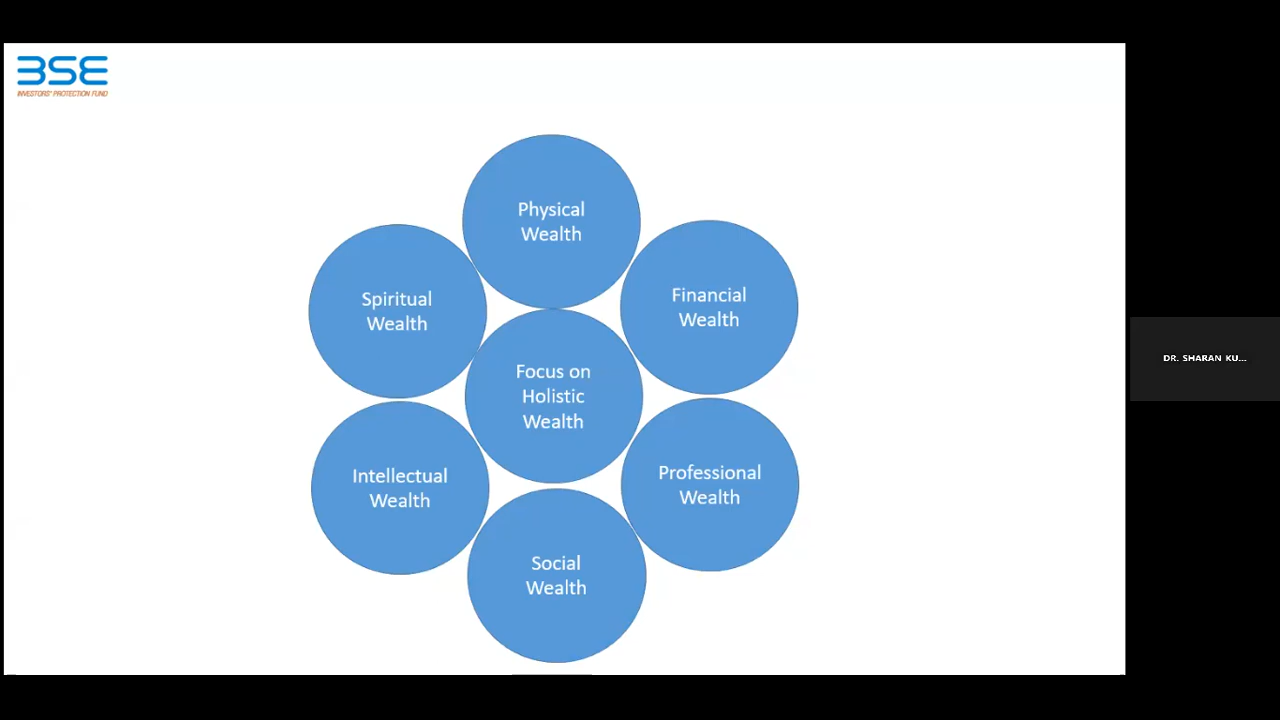 BSE
INVESTORS' PROTECTION FUND
Physical
Wealth
Spiritual
Wealth
Financial
Wealth
Focus on
Holistic
Wealth
Intellectual
Wealth
Professional
Wealth
Social
Wealth
DR. SHARAN KU...